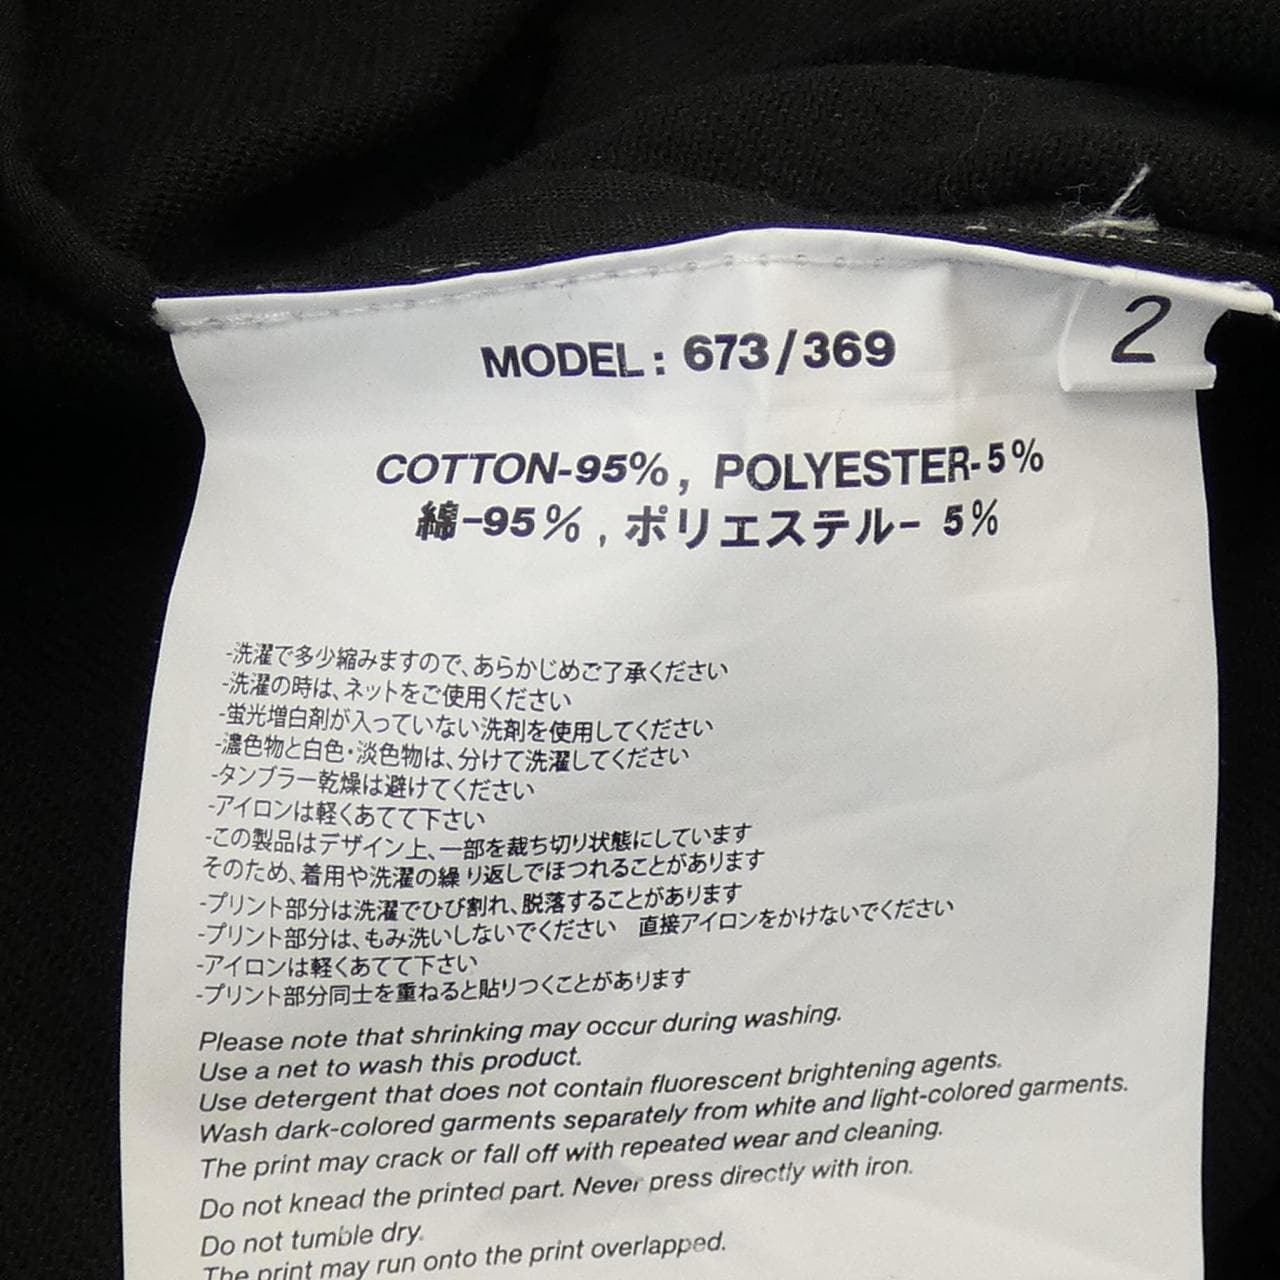 MODEL: 673/369
2
COTTON-95%, POLYESTER-5%
綿-95%, ポリエステル- 5%
-洗濯で多少縮みますので、あらかじめご了承ください
-洗濯の時は、ネットをご使用ください
-蛍光増白剤が入っていない洗剤を使用してください
-濃色物と白色・淡色物は、分けて洗濯してください
-タンブラー乾燥は避けてください
-アイロンは軽くあてて下さい
-この製品はデザイン上、一部を裁ち切り状態にしています
そのため、着用や洗濯の繰り返しでほつれることがあります
-プリント部分は洗濯でひび割れ、脱落することがあります
-プリント部分は、もみ洗いしないでください 直接アイロンをかけないでください
-アイロンは軽くあてて下さい
-プリント部分同士を重ねると貼りつくことがあります
Please note that shrinking may occur during washing.
Use a net to wash this product.
Use detergent that does not contain fluorescent brightening agents.
Wash dark-colored garments separately from white and light-colored garments.
The print may crack or fall off with repeated wear and cleaning.
Do not knead the printed part. Never press directly with iron.
Do not tumble dry.
The print may run onto the print overlapped.